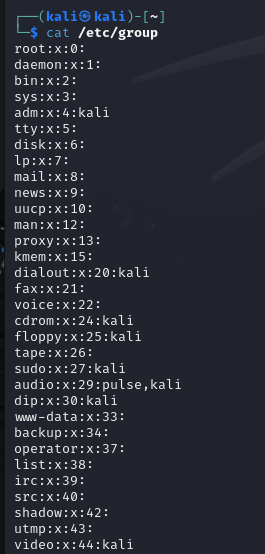 ┌──(kali㉿kali)-[~]
└─$ cat /etc/group
root:x:0:
daemon:x:1:
bin:x:2:
sys:x:3:
adm:x:4:kali
tty:x:5:
disk:x:6:
lp:x:7:
mail:x:8:
news:x:9:
uucp:x:10:
man:x:12:
proxy:x:13:
kmem:x:15:
dialout:x:20:kali
fax:x:21:
voice:x:22:
cdrom:x:24:kali
floppy:x:25:kali
tape:x:26:
sudo:x:27:kali
audio:x:29:pulse,kali
dip:x:30:kali
www-data:x:33:
backup:x:34:
operator:x:37:
list:x:38:
irc:x:39:
src:x:40:
shadow:x:42:
utmp:x:43:
video:x:44:kali